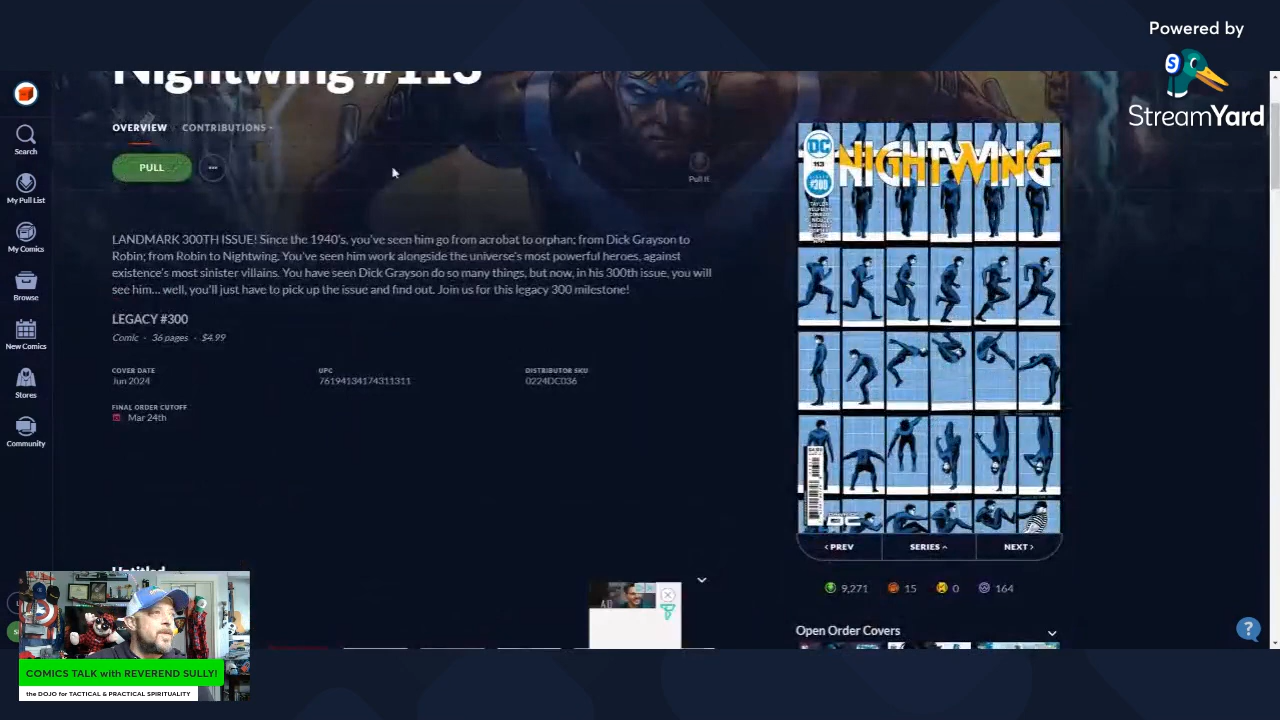 Powered by
StreamYard
Nightwing #113
OVERVIEW
CONTRIBUTIONS
PULL
...
Pull It
Search
My Pull List
My Comics
Browse
New Comics
Stores
Community
LANDMARK 300TH ISSUE! Since the 1940's, you've seen him go from acrobat to orphan; from Dick Grayson to
Robin; from Robin to Nightwing. You've seen him work alongside the universe's most powerful heroes, against
existence's most sinister villains. You have seen Dick Grayson do so many things, but now, in his 300th issue, you will
see him... well, you'll just have to pick up the issue and find out. Join us for this legacy 300 milestone!
LEGACY #300
Comic · 36 pages · $4.99
COVER DATE
Jun 2024
UPC
76194134174311311
DISTRIBUTOR SKU
0224DC036
FINAL ORDER CUTOFF
Mar 24th
Untitled
AD
DC
113
#300
NIGHTWING
DC
‹ PREV
SERIES
NEXT ›
9,271
15
0
164
Open Order Covers
?
COMICS TALK with REVEREND SULLY!
the DOJO for TACTICAL & PRACTICAL SPIRITUALITY